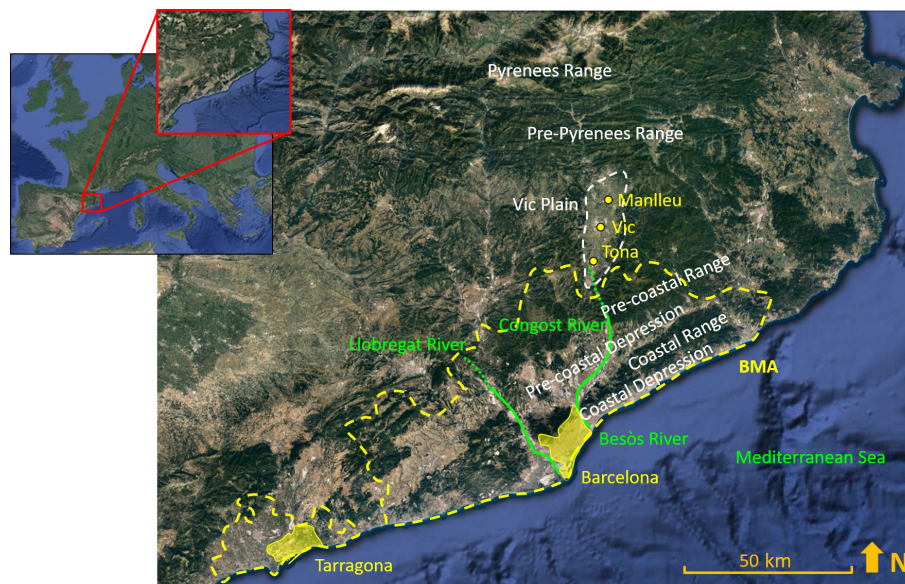 Pyrenees Range
Pre-Pyrenees Range
Vic Plain
Manlleu
Vic
Tona
Pre-coastal Range
Congost River
Llobregat River
Pre-coastal Depression
Coastal Range
Coastal Depression
BMA
Besòs River
Mediterranean Sea
Barcelona
Tarragona
50 km
N